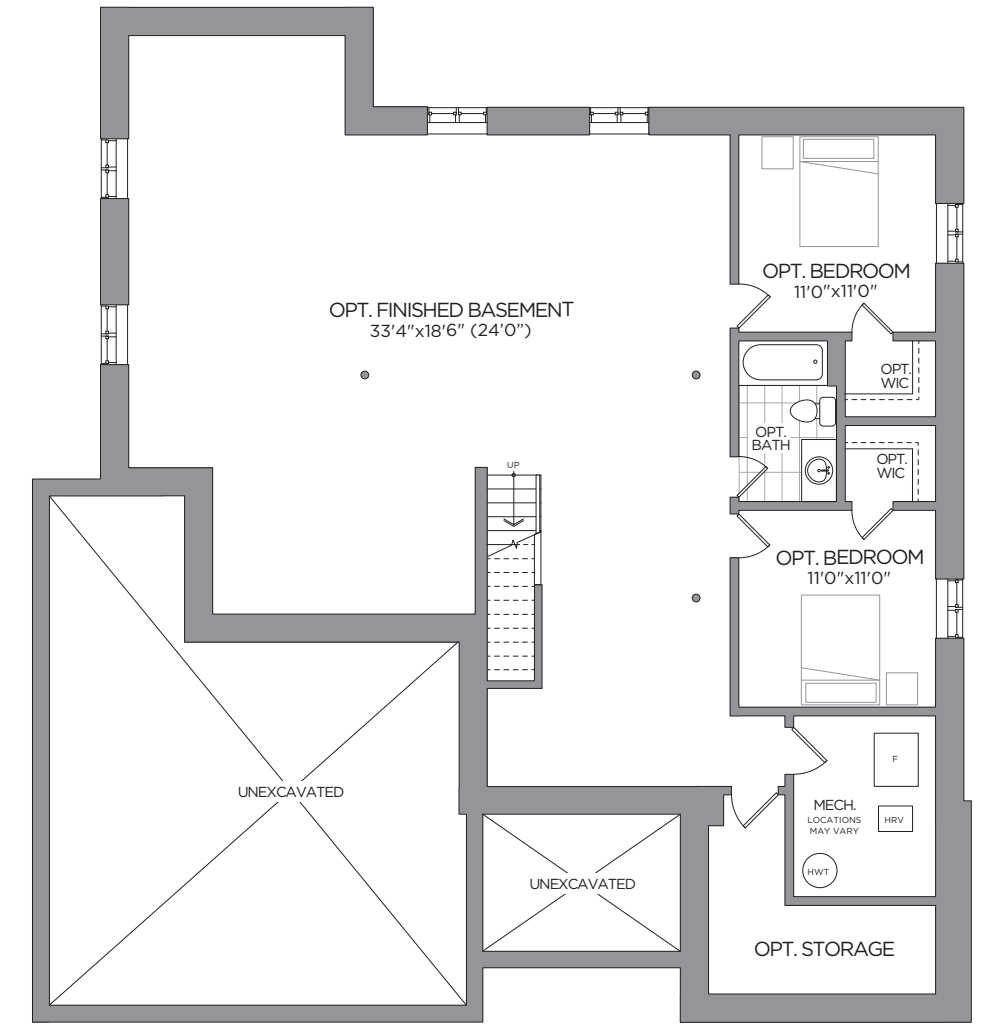 OPT. BEDROOM
11'0"x11'0"
OPT. FINISHED BASEMENT
33'4"x18'6" (24'0”)
OPT.
WIC
OPT.
BATH
OPT.
WIC
UP
OPT. BEDROOM
11'0"x11'0"
F
UNEXCAVATED
MECH.
LOCATIONS
MAY VARY
HRV
HWT
UNEXCAVATED
OPT. STORAGE